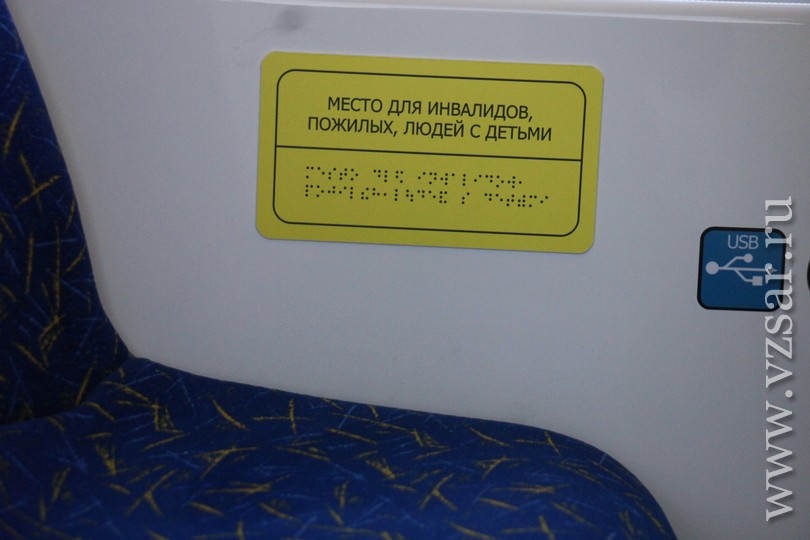 МЕСТО ДЛЯ ИНВАЛИДОВ,
ПОЖИЛЫХ, ЛЮДЕЙ С ДЕТЬМИ
USB
www.vzsar.ru